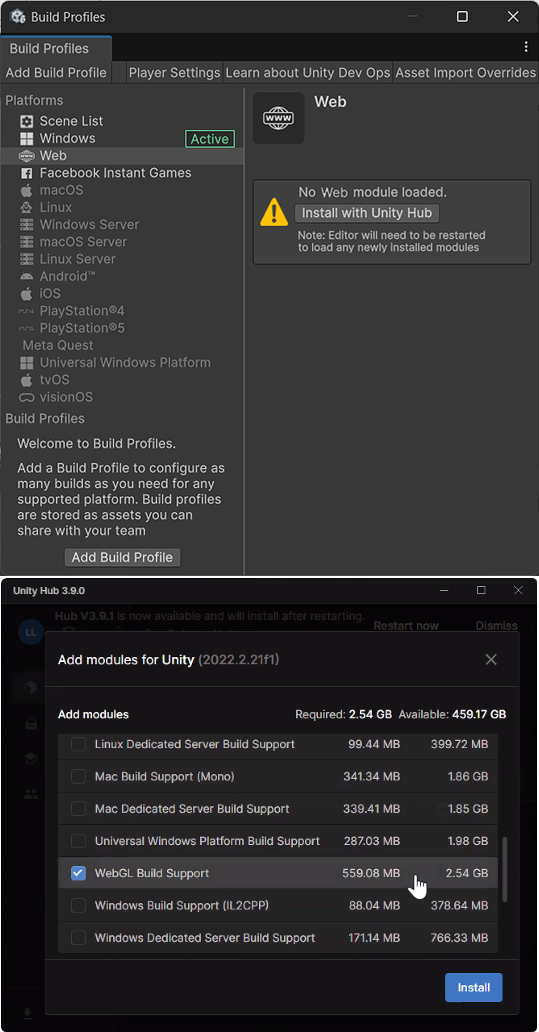 Build Profiles
Build Profiles
Add Build Profile Player Settings Learn about Unity Dev Ops Asset Import Overrides
Platforms
Scene List
Windows Active
Web
Facebook Instant Games
macOS
Linux
Windows Server
macOS Server
Linux Server
Android™
iOS
PlayStation®4
PlayStation®5
Meta Quest
Universal Windows Platform
tvOS
visionOS
Build Profiles
Welcome to Build Profiles.
Add a Build Profile to configure as
many builds as you need for any
supported platform. Build profiles
are stored as assets you can
share with your team
Add Build Profile
WWW
Web
No Web module loaded.
Install with Unity Hub
Note: Editor will need to be restarted
to load any newly installed modules
Unity Hub 3.9.0
Hub V3.9.1 is now available and will install after restarting.
LL
Restart now Dismiss
Add modules for Unity (2022.2.21f1)
Add modules Required: 2.54 GB Available: 459.17 GB
Linux Dedicated Server Build Support 99.44 MB 399.72 MB
Mac Build Support (Mono) 341.34 MB 1.86 GB
Mac Dedicated Server Build Support 339.41 MB 1.85 GB
Universal Windows Platform Build Support 287.03 MB 1.98 GB
WebGL Build Support 559.08 MB 2.54 GB
Windows Build Support (IL2CPP) 88.04 MB 378.64 MB
Windows Dedicated Server Build Support 171.14 MB 766.33 MB
Install